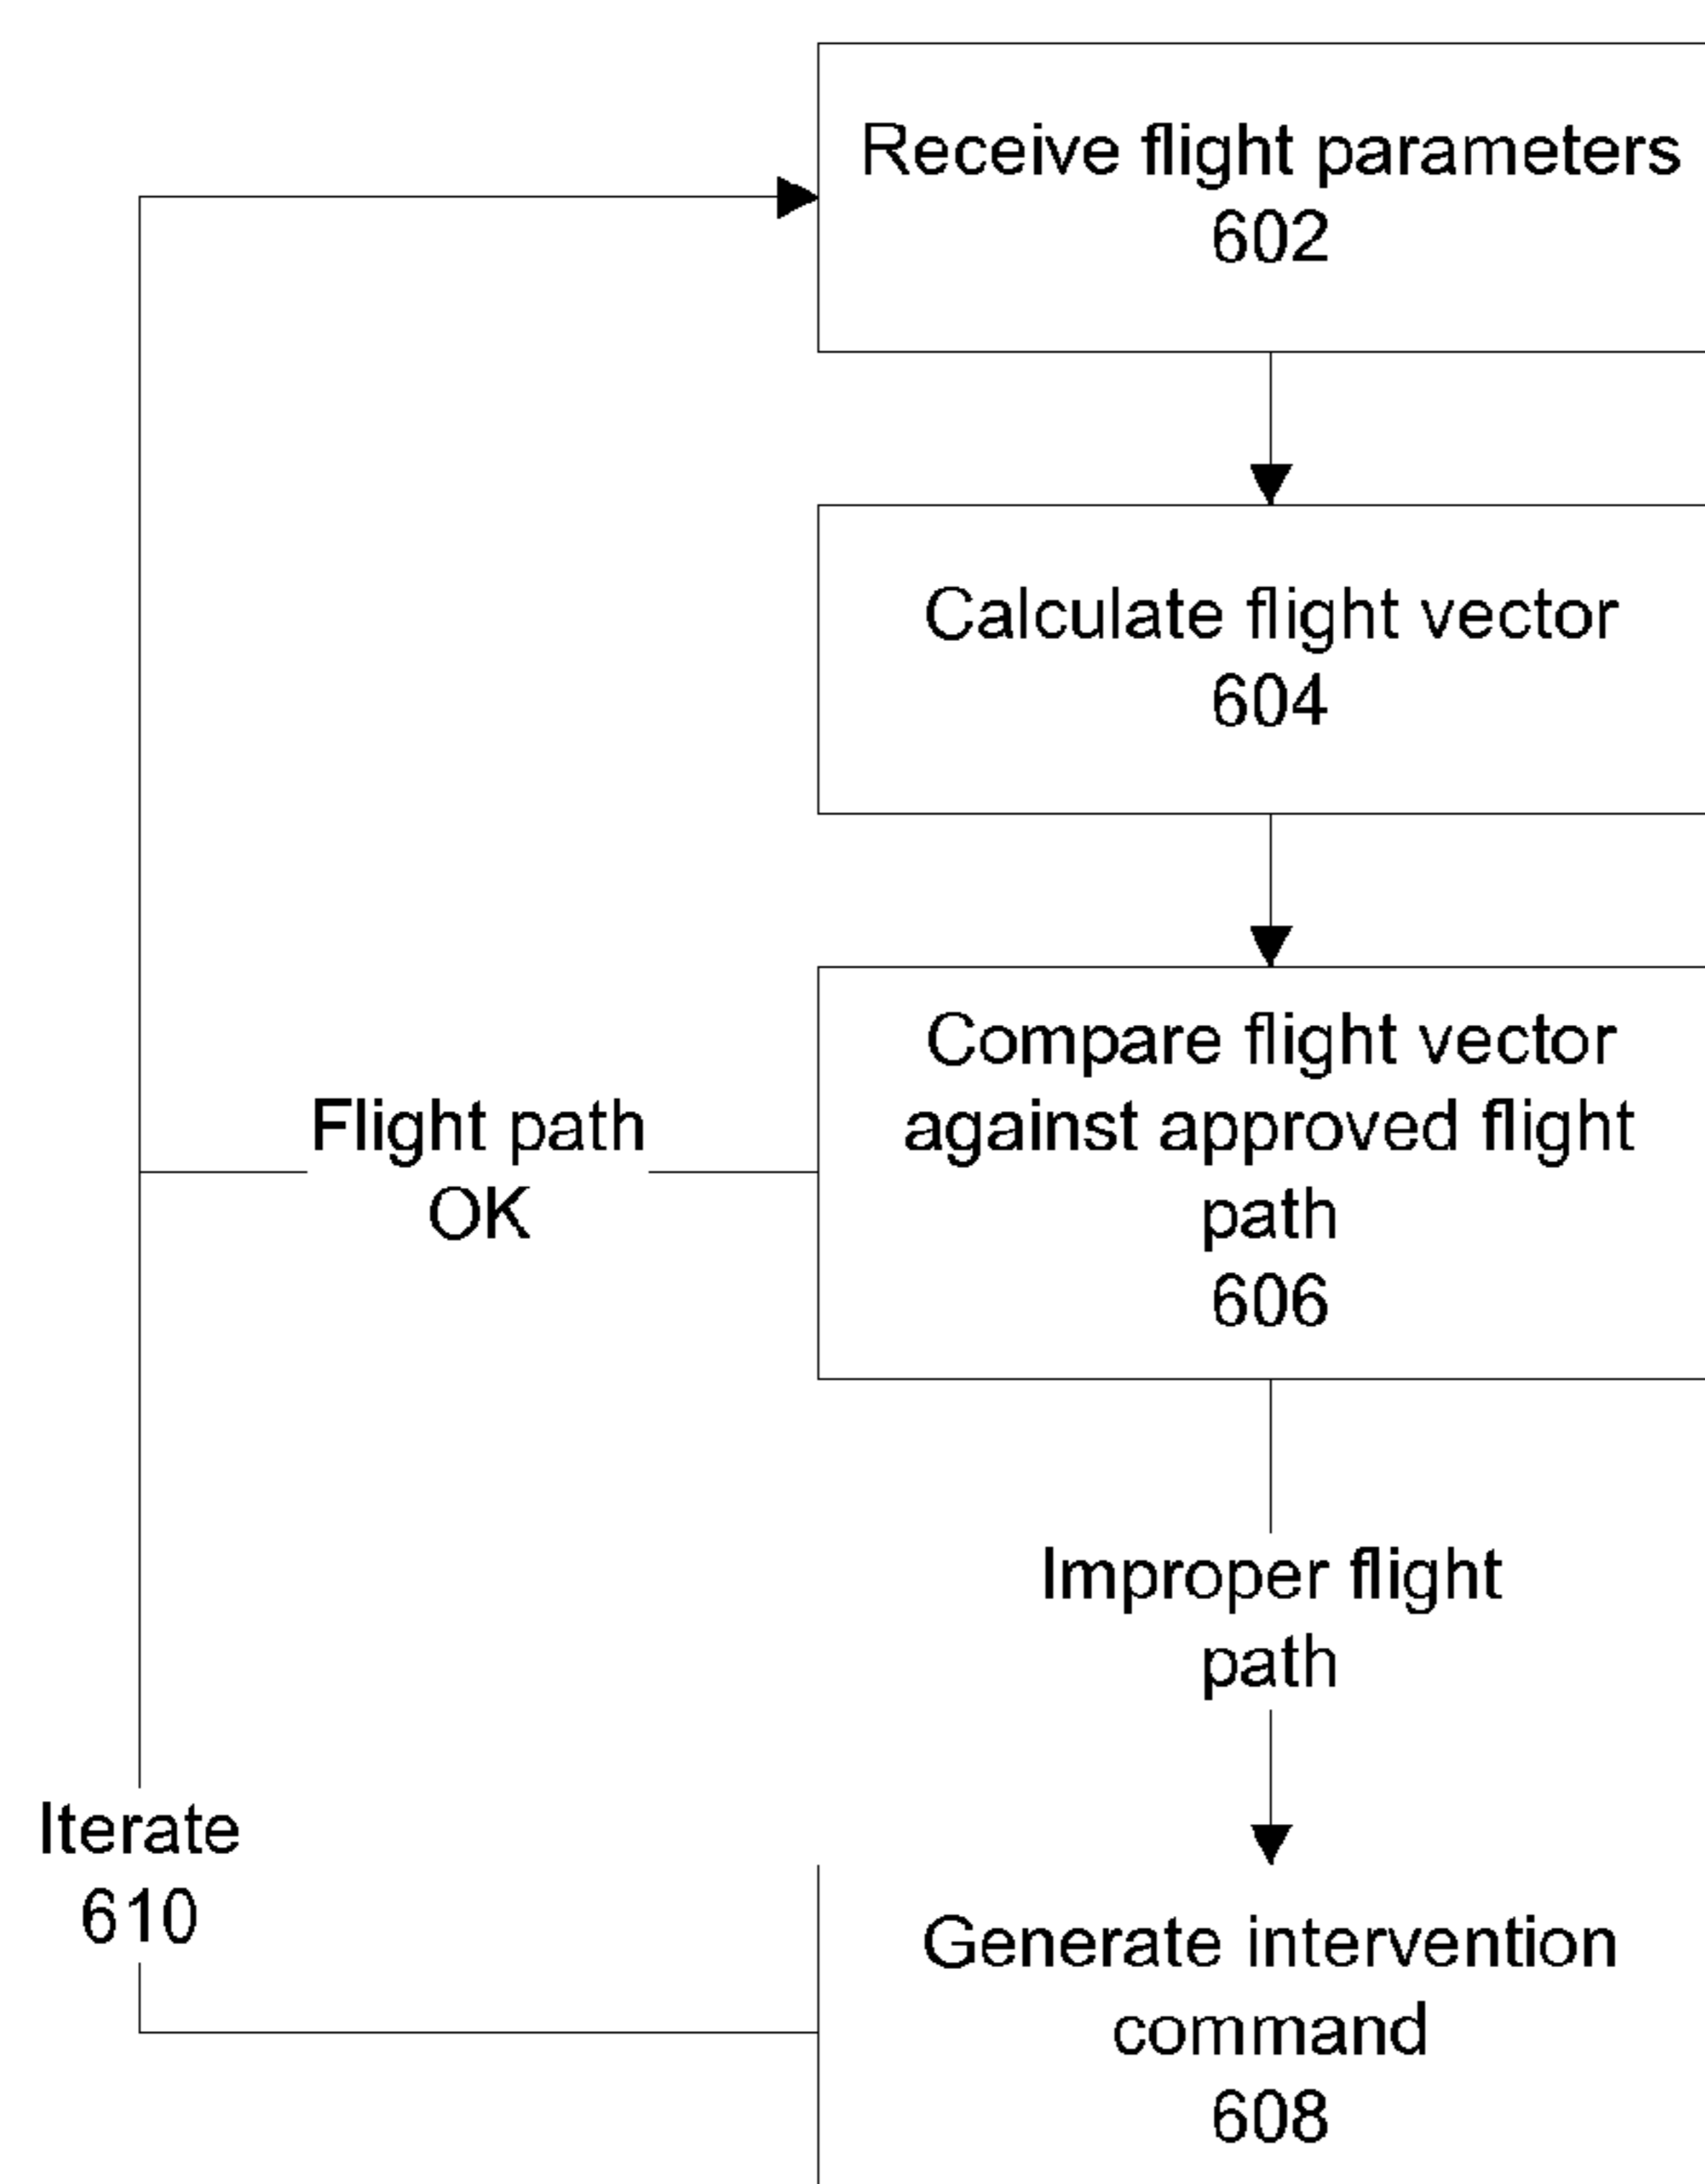 Receive flight parameters
602
Calculate flight vector
604
Compare flight vector
against approved flight
path
606
Flight path
OK
Improper flight
path
Iterate
610
Generate intervention
command
608